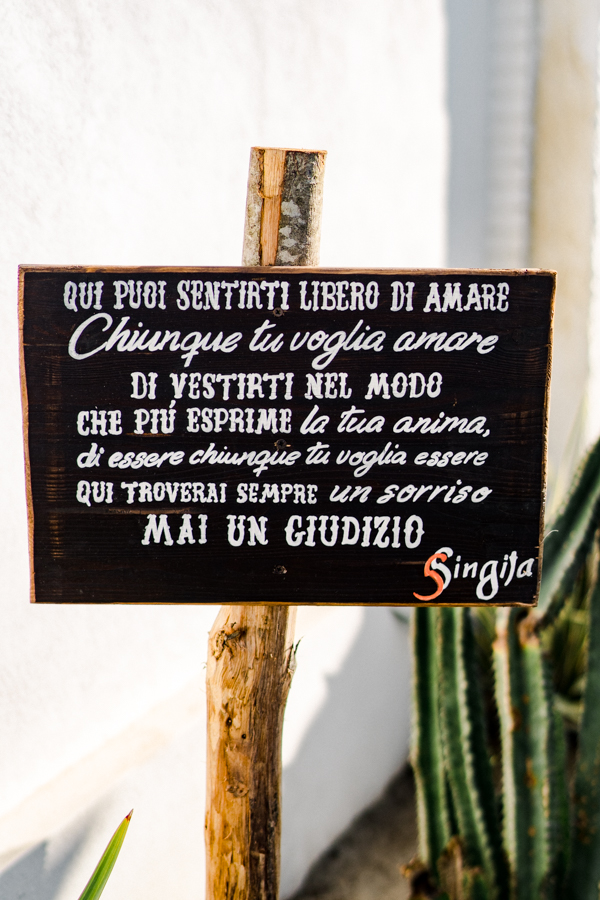 QUI PUOI SENTIRTI LIBERO DI AMARE
Chiunque tu voglia amare
DI VESTIRTI NEL MODO
CHE PIÚ ESPRIME la tua anima,
di essere chiunque tu voglia essere
QUI TROVERAI SEMPRE un sorriso
MAI UN GIUDIZIO
Singita